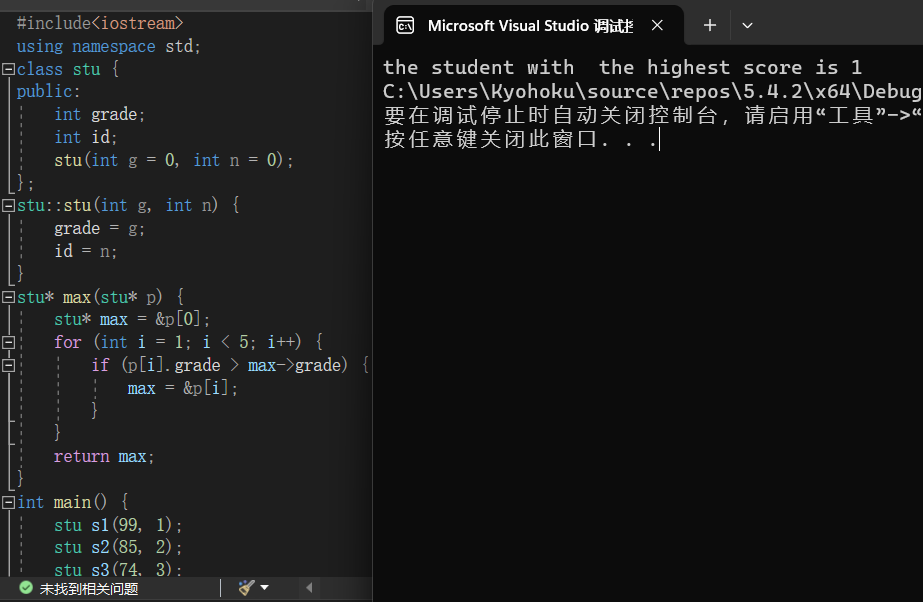 #include<iostream>
using namespace std;
class stu {
public:
int grade;
int id;
stu(int g = 0, int n = 0);
};
stu::stu(int g, int n) {
grade = g;
id = n;
}
stu* max(stu* p) {
stu* max = &p[0];
for (int i = 1; i < 5; i++) {
if (p[i].grade > max->grade) {
max = &p[i];
}
}
return max;
}
int main() {
stu s1(99, 1);
stu s2(85, 2);
stu s3(74, 3);
未找到相关问题
Microsoft Visual Studio 调试
the student with  the highest score is 1
C:\Users\Kyohoku\source\repos\5.4.2\x64\Debug
要在调试停止时自动关闭控制台，请启用“工具”->“
按任意键关闭此窗口. . .